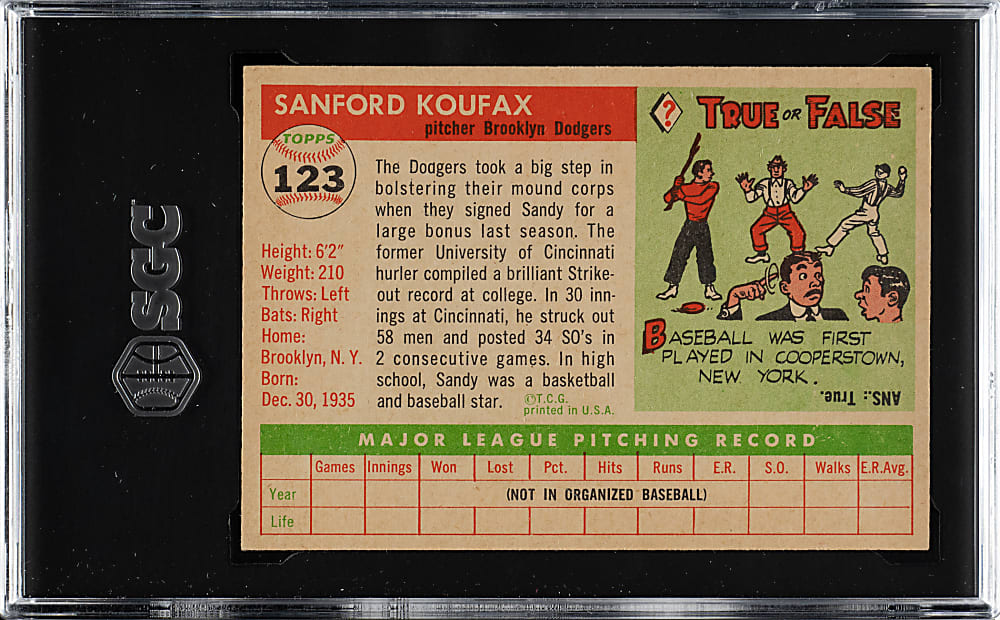 SGC
SANFORD KOUFAX
pitcher Brooklyn Dodgers
TOPPS
123
Height: 6'2"
Weight: 210
Throws: Left
Bats: Right
Home:
Brooklyn, N. Y.
Born:
Dec. 30, 1935
The Dodgers took a big step in
bolstering their mound corps
when they signed Sandy for a
large bonus last season. The
former University of Cincinnati
hurler compiled a brilliant Strike-
out record at college. In 30 inn-
ings at Cincinnati, he struck out
58 men and posted 34 SO's in
2 consecutive games. In high
school, Sandy was a basketball
and baseball star.
©T.C.G.
printed in U.S.A.
?
TRUE OR FALSE
BASEBALL WAS FIRST
PLAYED IN COOPERSTOWN,
NEW YORK.
ANS.: True.
MAJOR LEAGUE PITCHING RECORD
Games Innings Won Lost Pct. Hits Runs E.R. S.O. Walks E.R.Avg.
Year (NOT IN ORGANIZED BASEBALL)
Life